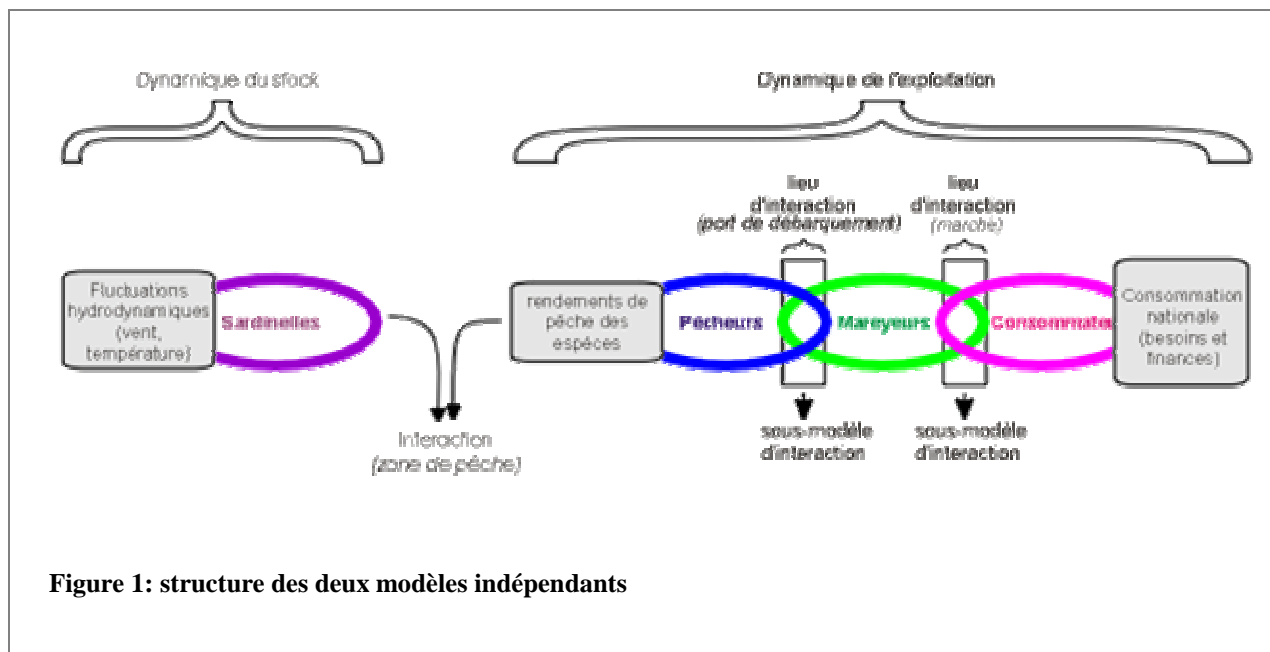 Dynamique du stock
Dynamique de l'exploitation
lieu
d'interaction
(port de débarquement)
lieu
d'interaction
(marché)
Fluctuations
hydrodynamiques
(vent,
température)
Sardinelles
rendements de
pêche des
espèces
Pêcheurs
Mareyeurs
Consommate
Consommation
nationale
(besoins et
finances)
Interaction
(zone de pêche)
sous-modèle
d'interaction
sous-modèle
d'interaction
Figure 1: structure des deux modèles indépendants